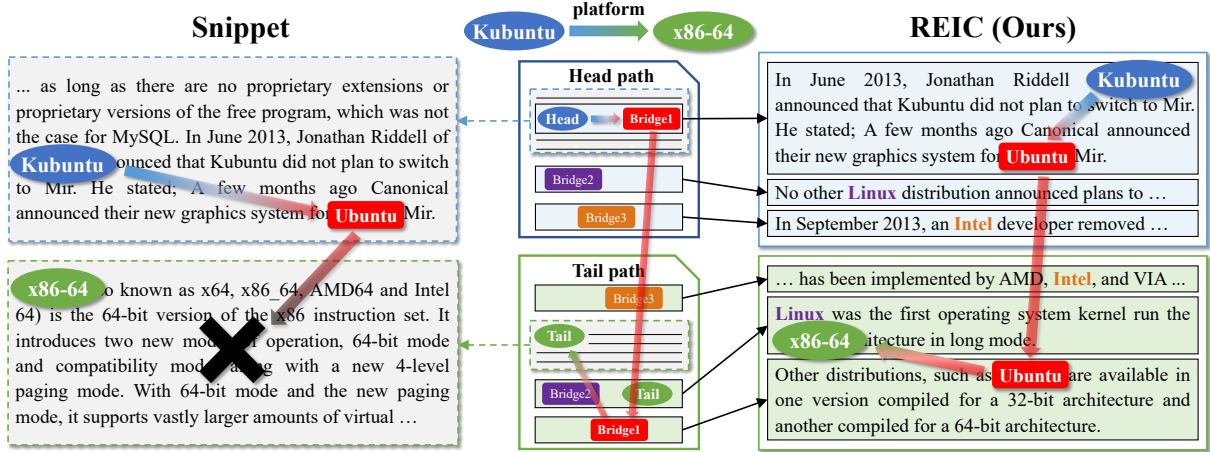 Snippet
platform
Kubuntu
x86-64
REIC (Ours)
... as long as there are no proprietary extensions or
proprietary versions of the free program, which was not
the case for MySQL. In June 2013, Jonathan Riddell of
Kubuntu ounced that Kubuntu did not plan to switch
to Mir. He stated; A few months ago Canonical
announced their new graphics system for Ubuntu Mir.
x86-64 o known as x64, x86_64, AMD64 and Intel
64) is the 64-bit version of the x86 instruction set. It
introduces two new mod operation, 64-bit mode
and compatibility mod along with a new 4-level
paging mode. With 64-bit mode and the new paging
mode, it supports vastly larger amounts of virtual …
Head path
Head
Bridge1
Bridge2
Bridge3
Tail path
Bridge3
Tail
Bridge2
Tail
Bridge1
In June 2013, Jonathan Riddell Kubuntu
announced that Kubuntu did not plan to switch to Mir.
He stated; A few months ago Canonical announced
their new graphics system for Ubuntu Mir.
No other Linux distribution announced plans to …
In September 2013, an Intel developer removed …
… has been implemented by AMD, Intel, and VIA ...
Linux was the first operating system kernel run the
x86-64 itecture in long mode.
Other distributions, such as Ubuntu are available in
one version compiled for a 32-bit architecture and
another compiled for a 64-bit architecture.